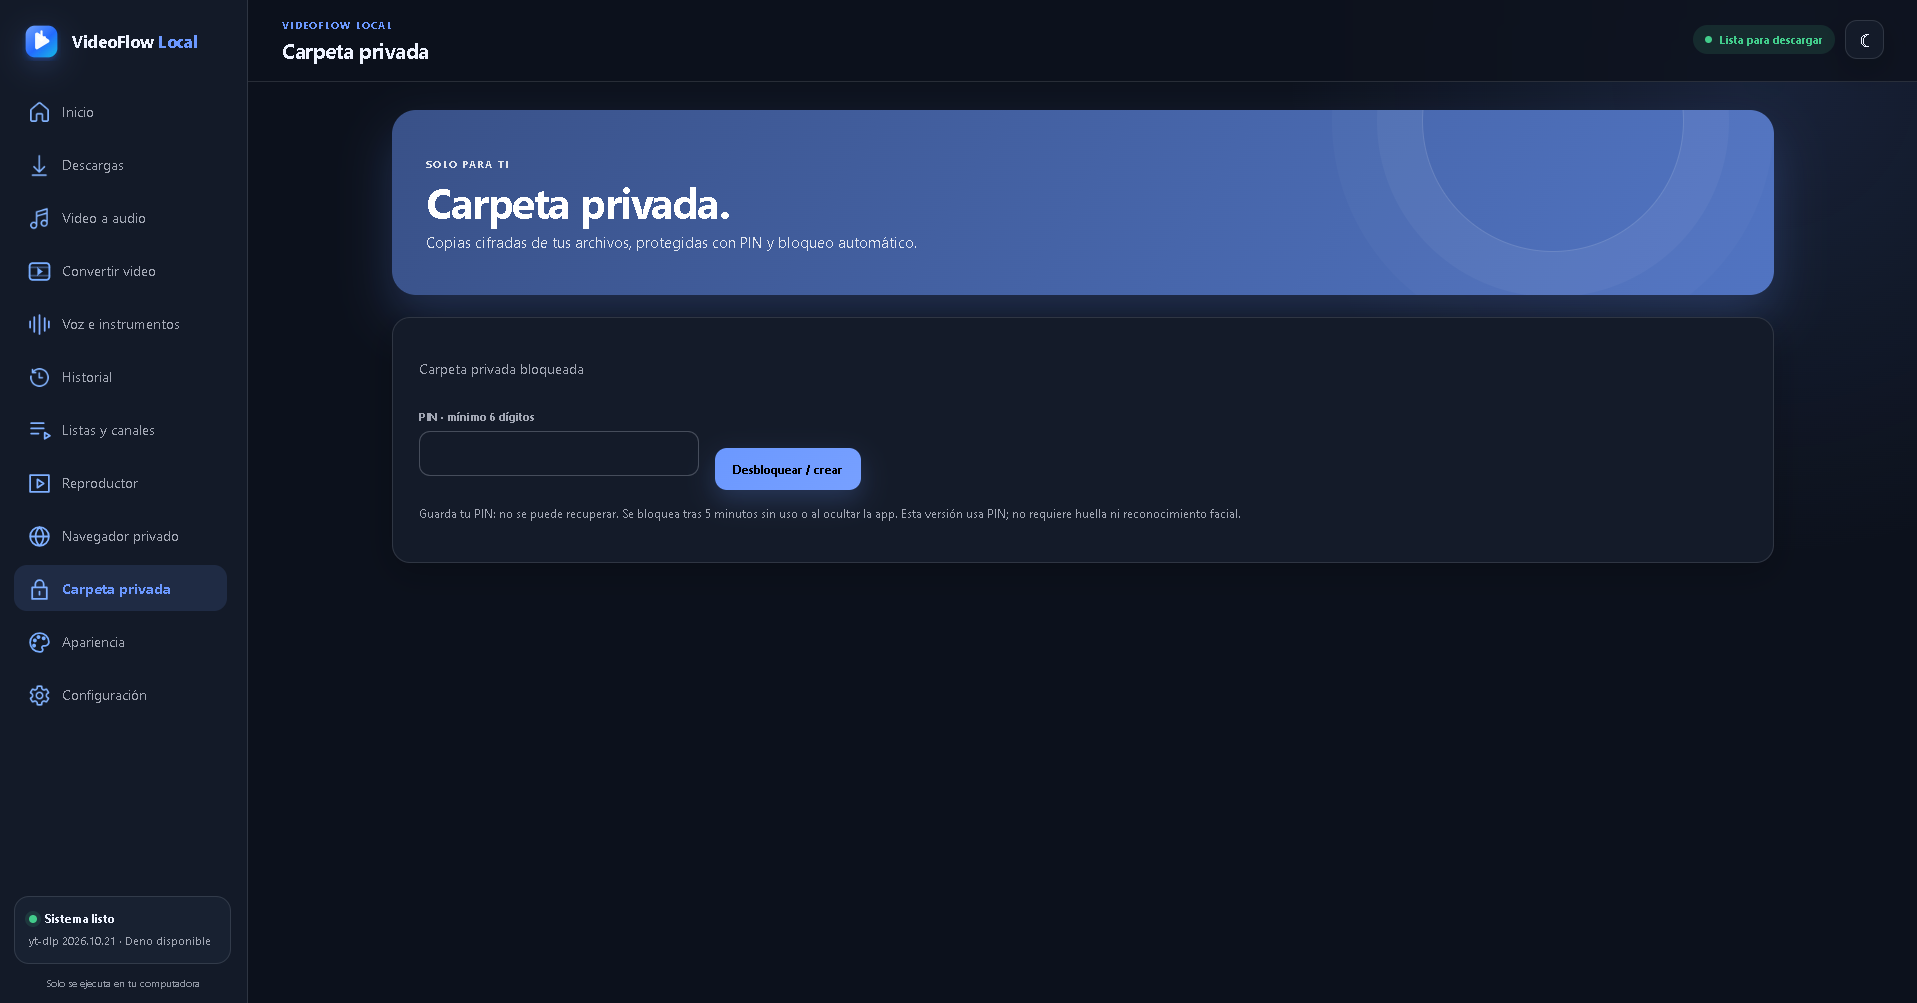 VideoFlow Local
Inicio
Descargas
Video a audio
Convertir video
Voz e instrumentos
Historial
Listas y canales
Reproductor
Navegador privado
Carpeta privada
Apariencia
Configuración
Sistema listo
yt-dlp 2026.10.21 · Deno disponible
Solo se ejecuta en tu computadora
VIDEOFLOW LOCAL
Carpeta privada
Lista para descargar
SOLO PARA TI
Carpeta privada.
Copias cifradas de tus archivos, protegidas con PIN y bloqueo automático.
Carpeta privada bloqueada
PIN · mínimo 6 dígitos
Desbloquear / crear
Guarda tu PIN: no se puede recuperar. Se bloquea tras 5 minutos sin uso o al ocultar la app. Esta versión usa PIN; no requiere huella ni reconocimiento facial.